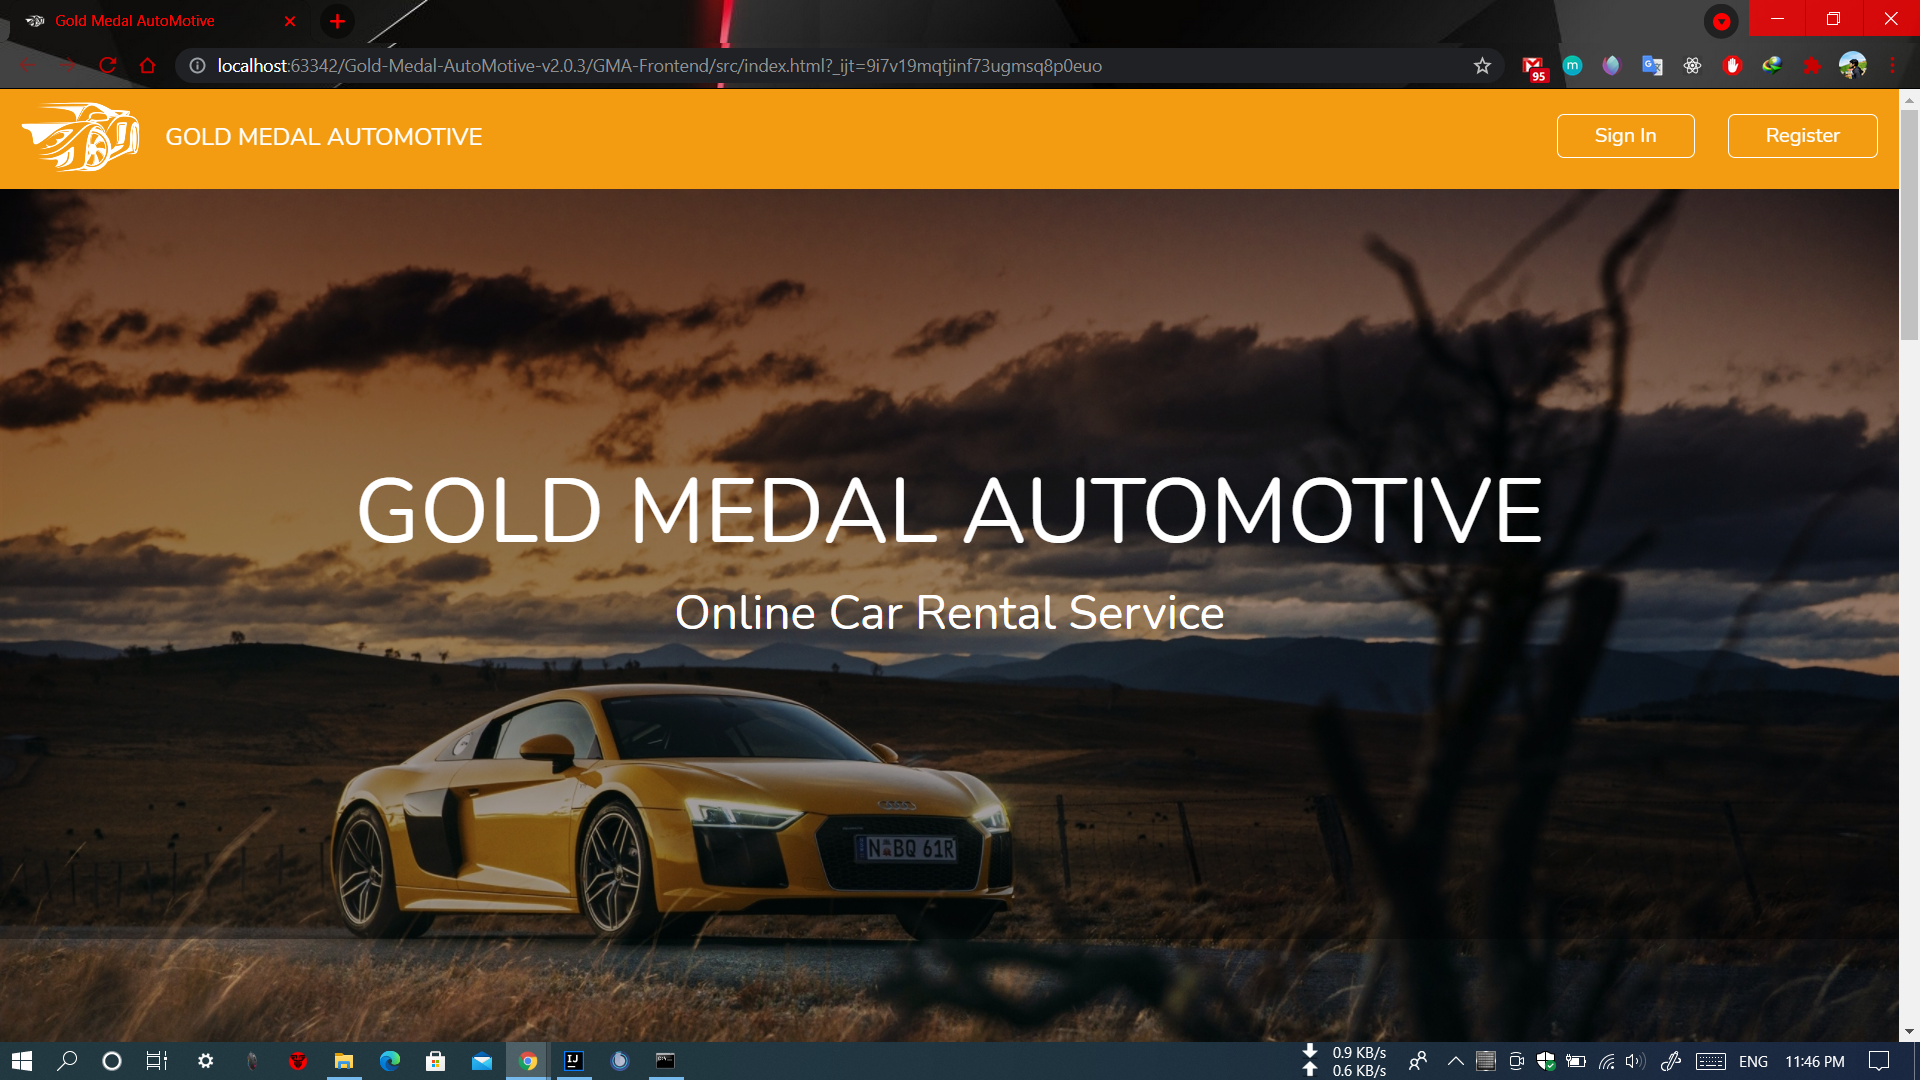 Gold Medal AutoMotive
localhost:63342/Gold-Medal-AutoMotive-v2.0.3/GMA-Frontend/src/index.html?_ijt=9i7v19mqtjinf73ugmsq8p0euo
95
m
GOLD MEDAL AUTOMOTIVE
Sign In
Register
GOLD MEDAL AUTOMOTIVE
Online Car Rental Service
N BQ 61R
IJ
0.9 KB/s
0.6 KB/s
ENG
11:46 PM